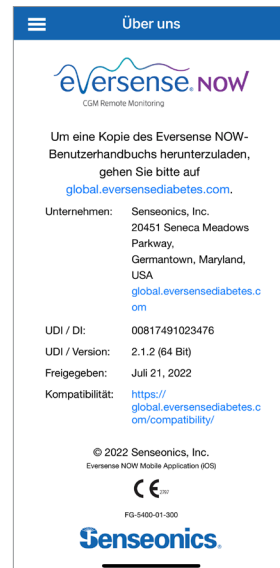 Über uns
eversense® NOW
CGM Remote Monitoring
Um eine Kopie des Eversense NOW-
Benutzerhandbuchs herunterzuladen,
gehen Sie bitte auf
global.eversensediabetes.com.
Unternehmen: Senseonics, Inc.
20451 Seneca Meadows
Parkway,
Germantown, Maryland,
USA
global.eversensediabetes.c
om
UDI / DI: 00817491023476
UDI / Version: 2.1.2 (64 Bit)
Freigegeben: Juli 21, 2022
Kompatibilität: https://
global.eversensediabetes.c
om/compatibility/
© 2022 Senseonics, Inc.
Eversense NOW Mobile Application (iOS)
CE
FG-5400-01-300
Senseonics®